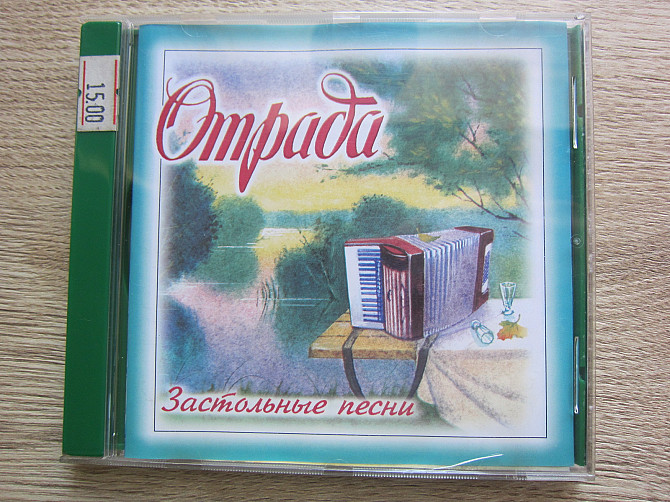 15.00
Отрада
Застольные песни